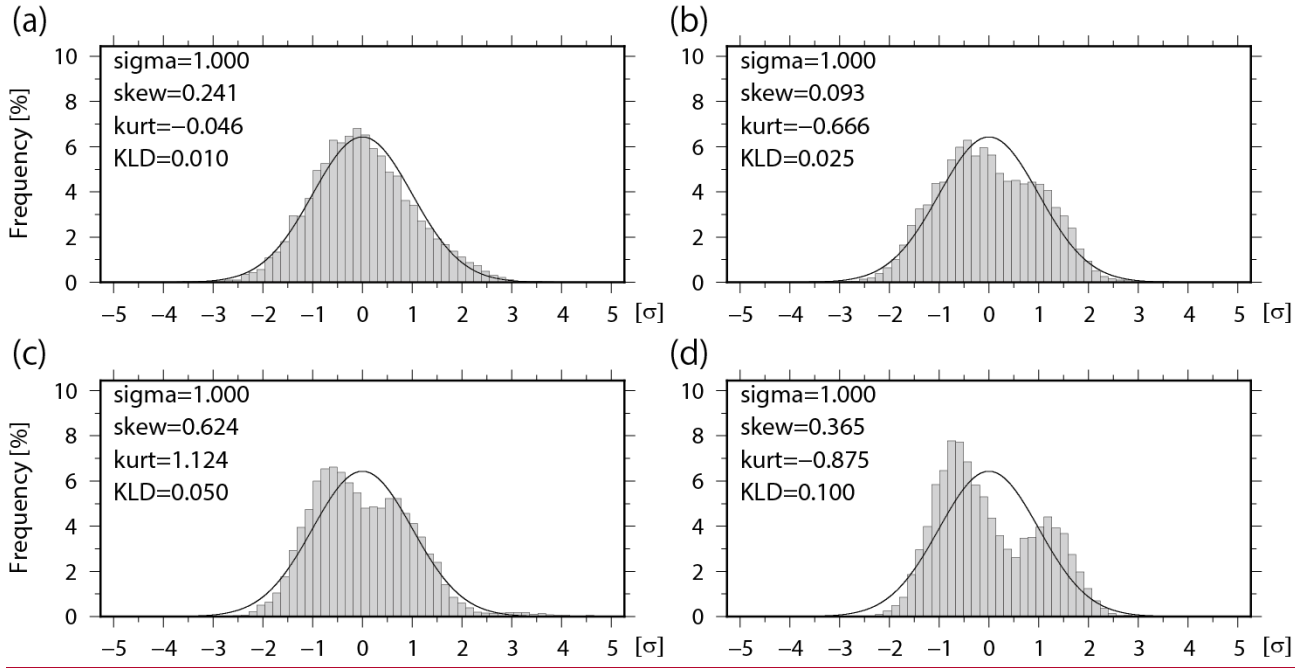 (a)
10
8
6
4
2
0
Frequency [%]
sigma=1.000
skew=0.241
kurt=−0.046
KLD=0.010
−5 −4 −3 −2 −1 0 1 2 3 4 5 [σ]
(b)
10
8
6
4
2
0
sigma=1.000
skew=0.093
kurt=−0.666
KLD=0.025
−5 −4 −3 −2 −1 0 1 2 3 4 5 [σ]
(c)
10
8
6
4
2
0
Frequency [%]
sigma=1.000
skew=0.624
kurt=1.124
KLD=0.050
−5 −4 −3 −2 −1 0 1 2 3 4 5 [σ]
(d)
10
8
6
4
2
0
sigma=1.000
skew=0.365
kurt=−0.875
KLD=0.100
−5 −4 −3 −2 −1 0 1 2 3 4 5 [σ]